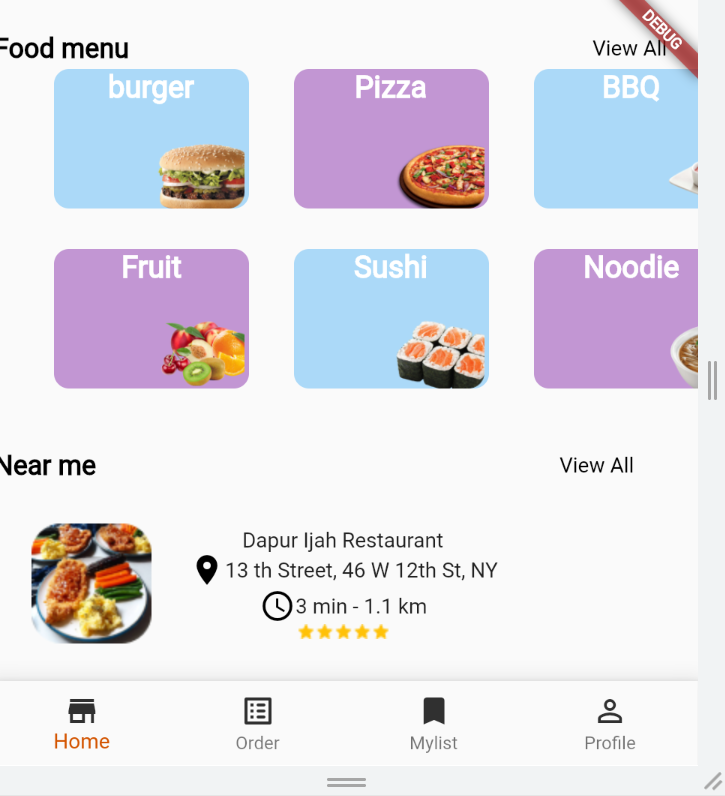 DEBUG
Food menu View All
burger Pizza BBQ
Fruit Sushi Noodie
Near me View All
Dapur Ijah Restaurant
13 th Street, 46 W 12th St, NY
3 min - 1.1 km
Home Order Mylist Profile